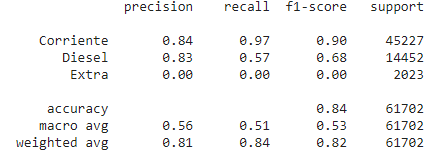 precision recall f1-score support
Corriente 0.84 0.97 0.90 45227
Diesel 0.83 0.57 0.68 14452
Extra 0.00 0.00 0.00 2023
accuracy 0.84 61702
macro avg 0.56 0.51 0.53 61702
weighted avg 0.81 0.84 0.82 61702